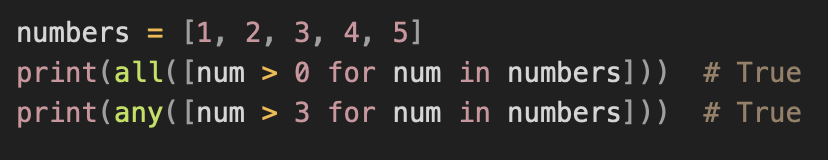 numbers = [1, 2, 3, 4, 5]
print(all([num > 0 for num in numbers]))  # True
print(any([num > 3 for num in numbers]))  # True